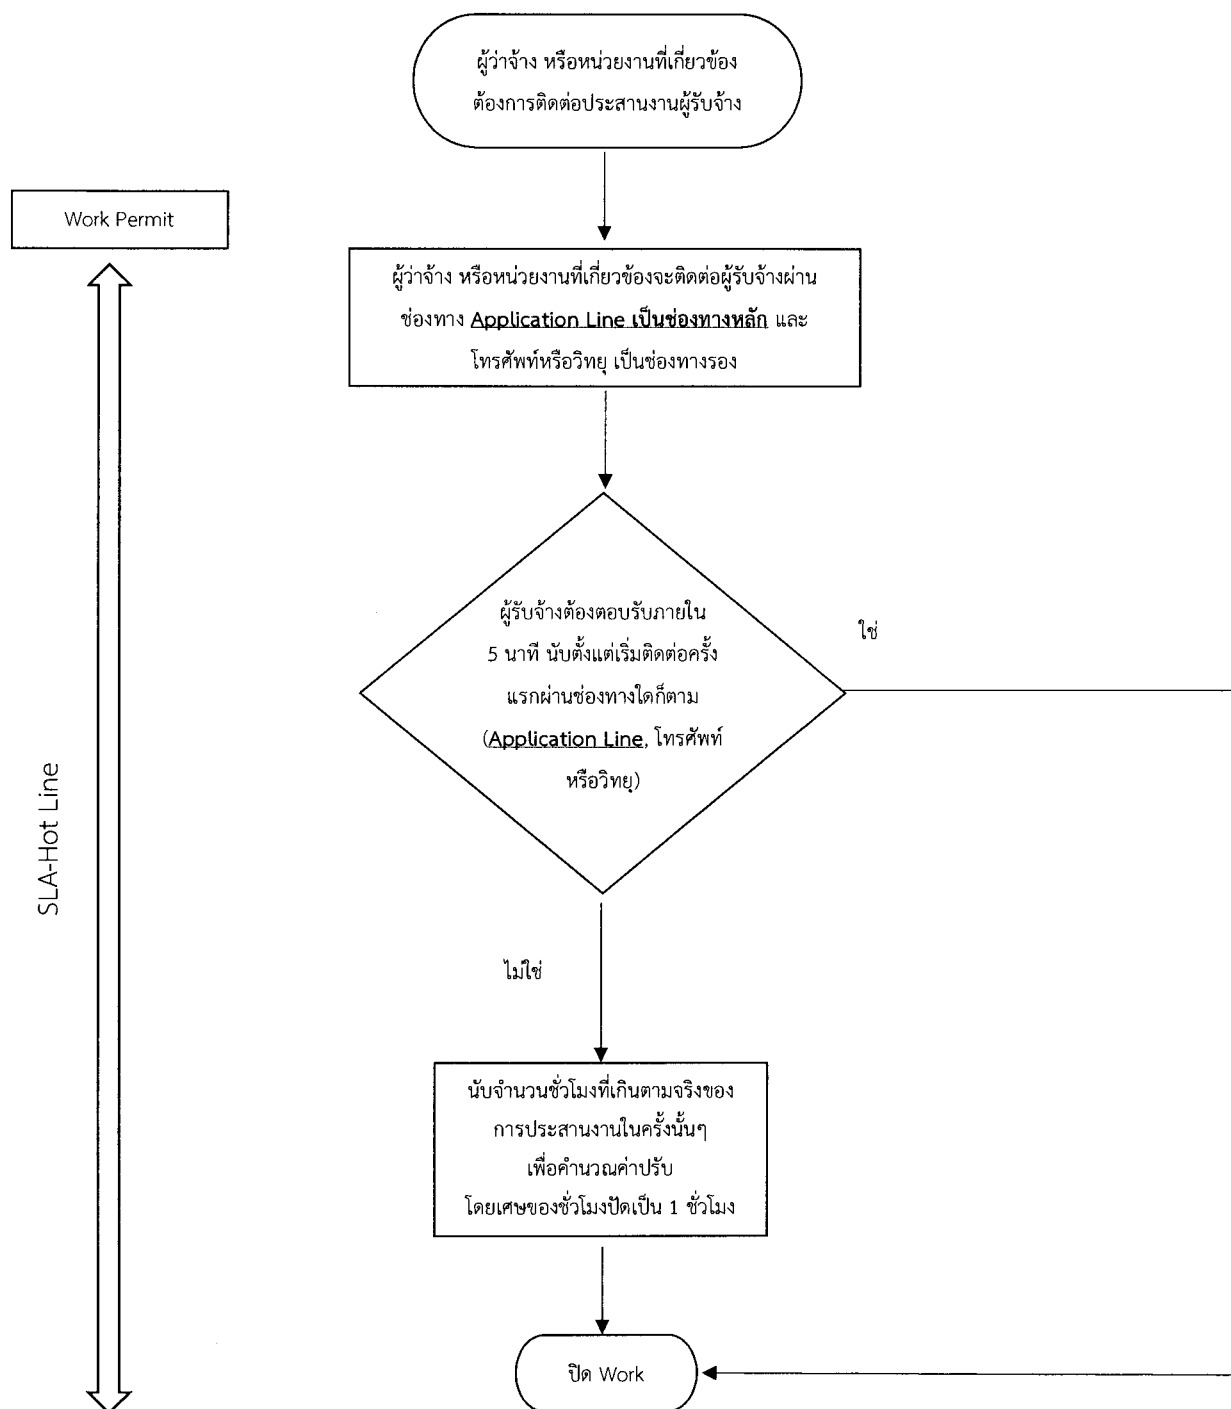 ผู้ว่าจ้าง หรือหน่วยงานที่เกี่ยวข้อง
ต้องการติดต่อประสานงานผู้รับจ้าง
Work Permit
ผู้ว่าจ้าง หรือหน่วยงานที่เกี่ยวข้องจะติดต่อผู้รับจ้างผ่าน
ช่องทาง Application Line เป็นช่องทางหลัก และ
โทรศัพท์หรือวิทยุ เป็นช่องทางรอง
ผู้รับจ้างต้องตอบรับภายใน
5 นาที นับตั้งแต่เริ่มติดต่อครั้ง
แรกผ่านช่องทางใดก็ตาม
(Application Line, โทรศัพท์
หรือวิทยุ)
ใช่
SLA-Hot Line
ไม่ใช่
นับจำนวนชั่วโมงที่เกินตามจริงของ
การประสานงานในครั้งนั้นๆ
เพื่อคำนวณค่าปรับ
โดยเศษของชั่วโมงปัดเป็น 1 ชั่วโมง
ปิด Work